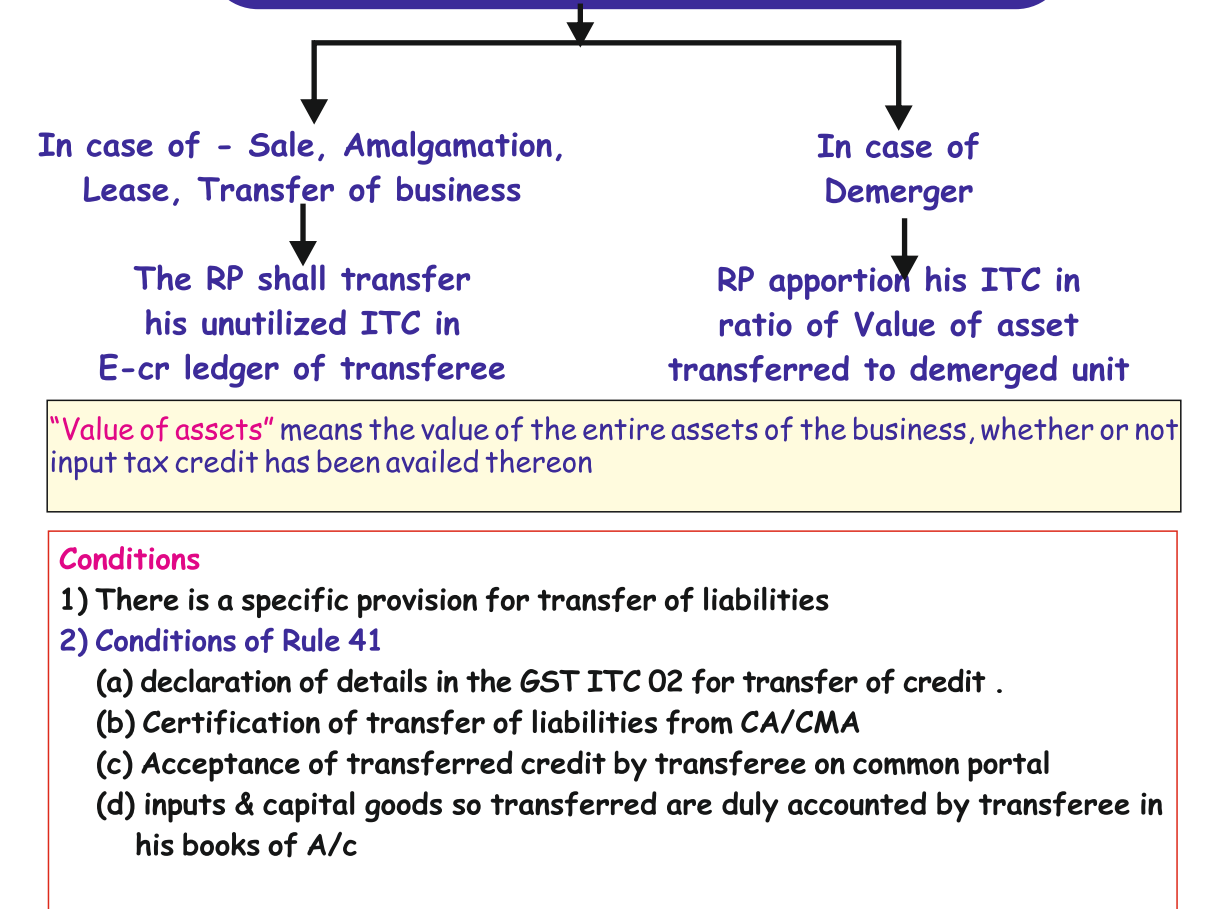 In case of - Sale, Amalgamation,
Lease, Transfer of business
The RP shall transfer
his unutilized ITC in
E-cr ledger of transferee
In case of
Demerger
RP apportion his ITC in
ratio of Value of asset
transferred to demerged unit
“Value of assets” means the value of the entire assets of the business, whether or not
input tax credit has been availed thereon
Conditions
1) There is a specific provision for transfer of liabilities
2) Conditions of Rule 41
(a) declaration of details in the GST ITC 02 for transfer of credit .
(b) Certification of transfer of liabilities from CA/CMA
(c) Acceptance of transferred credit by transferee on common portal
(d) inputs & capital goods so transferred are duly accounted by transferee in
his books of A/c